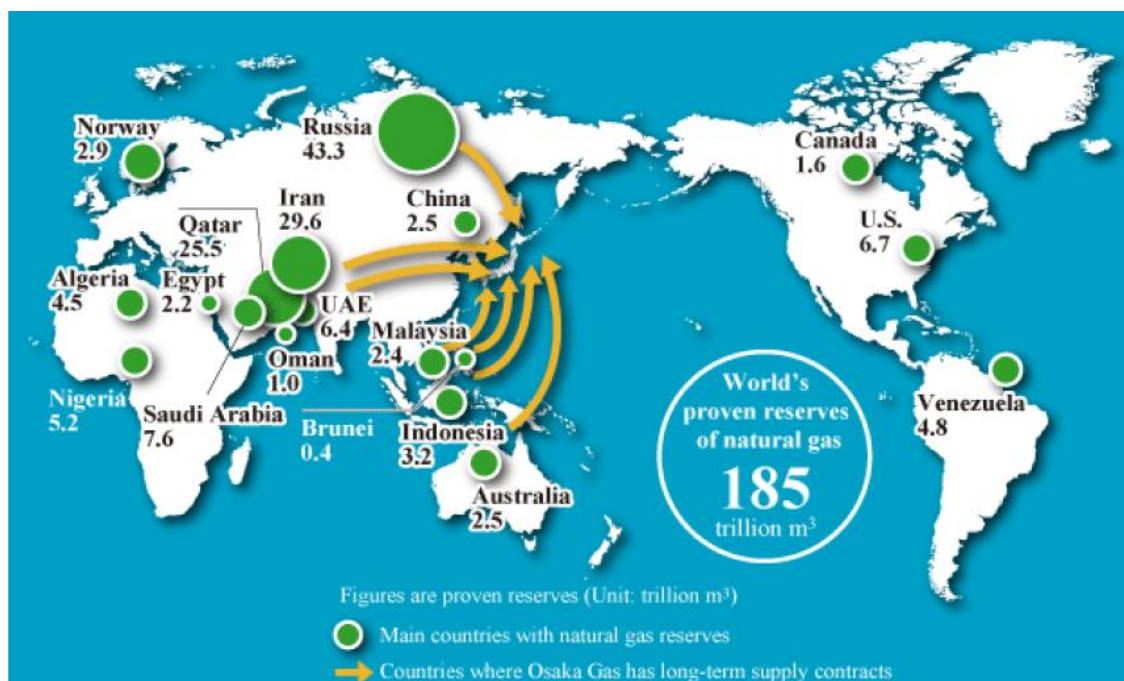 Norway
2.9
Russia
43.3
Canada
1.6
Iran
29.6
China
2.5
Qatar
25.5
U.S.
6.7
Algeria
4.5
Egypt
2.2
UAE
6.4
Malaysia
2.4
Oman
1.0
Nigeria
5.2
Saudi Arabia
7.6
Brunei
0.4
Indonesia
3.2
Australia
2.5
World's
proven reserves
of natural gas
185
trillion m³
Venezuela
4.8
Figures are proven reserves (Unit: trillion m³)
Main countries with natural gas reserves
Countries where Osaka Gas has long-term supply contracts